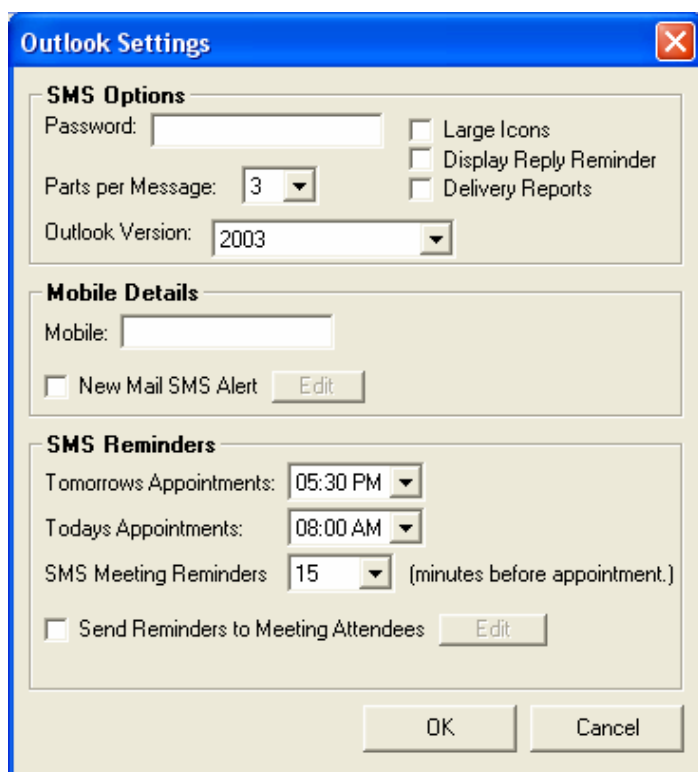 Outlook Settings
SMS Options
Password:
Large Icons
Display Reply Reminder
Parts per Message: 3
Delivery Reports
Outlook Version: 2003
Mobile Details
Mobile:
New Mail SMS Alert Edit
SMS Reminders
Tomorrows Appointments: 05:30 PM
Todays Appointments: 08:00 AM
SMS Meeting Reminders 15 (minutes before appointment.)
Send Reminders to Meeting Attendees Edit
OK Cancel